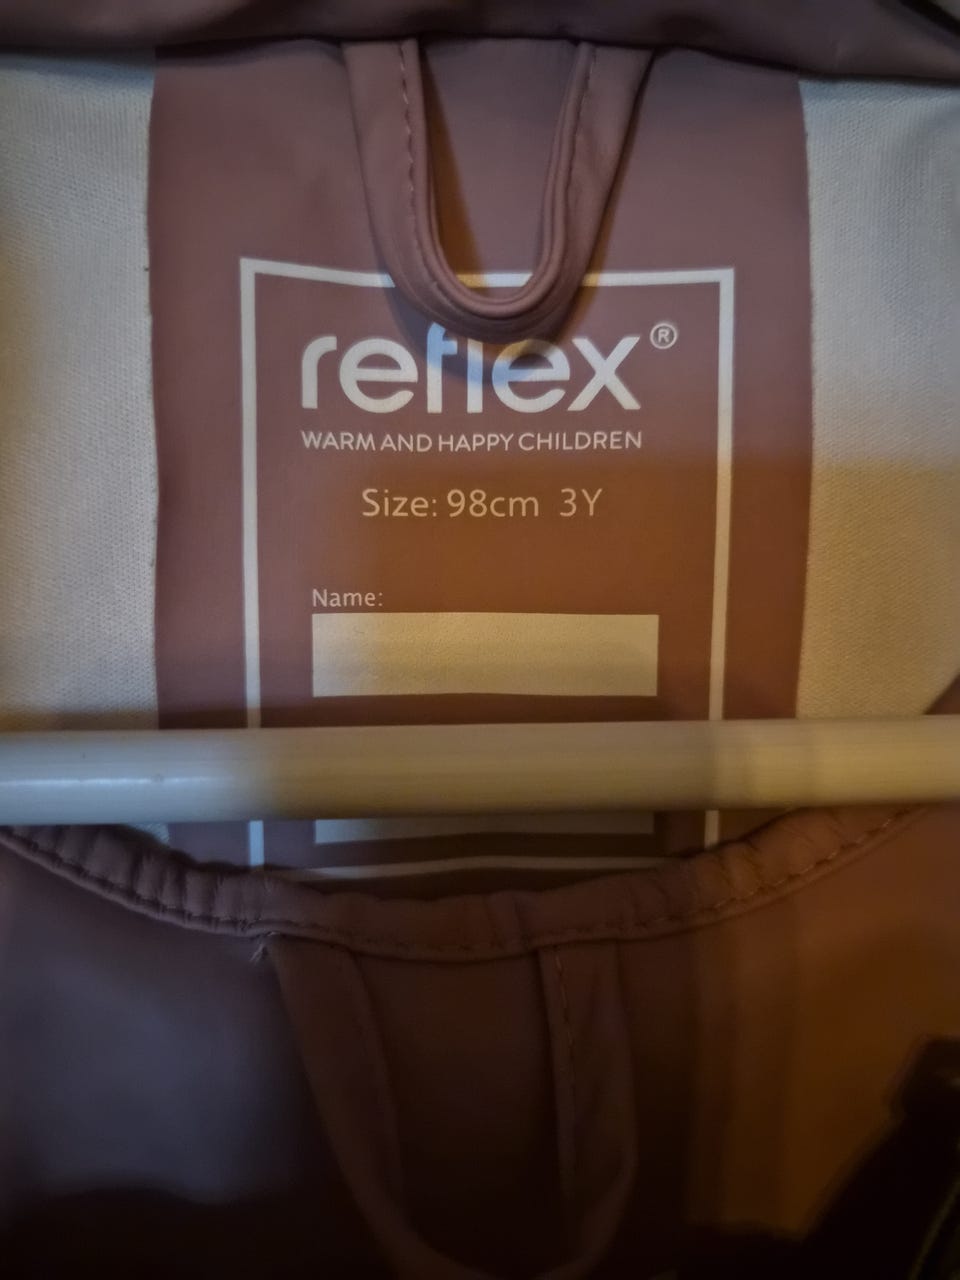 reflex®
WARM AND HAPPY CHILDREN
Size: 98cm 3Y
Name: